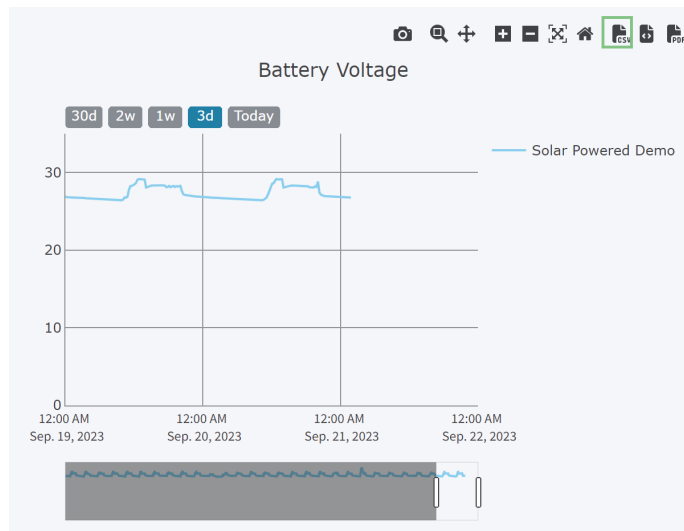 CSV
PDF
Battery Voltage
30d 2w 1w 3d Today
Solar Powered Demo
30
20
10
0
12:00 AM 12:00 AM 12:00 AM 12:00 AM
Sep. 19, 2023 Sep. 20, 2023 Sep. 21, 2023 Sep. 22, 2023